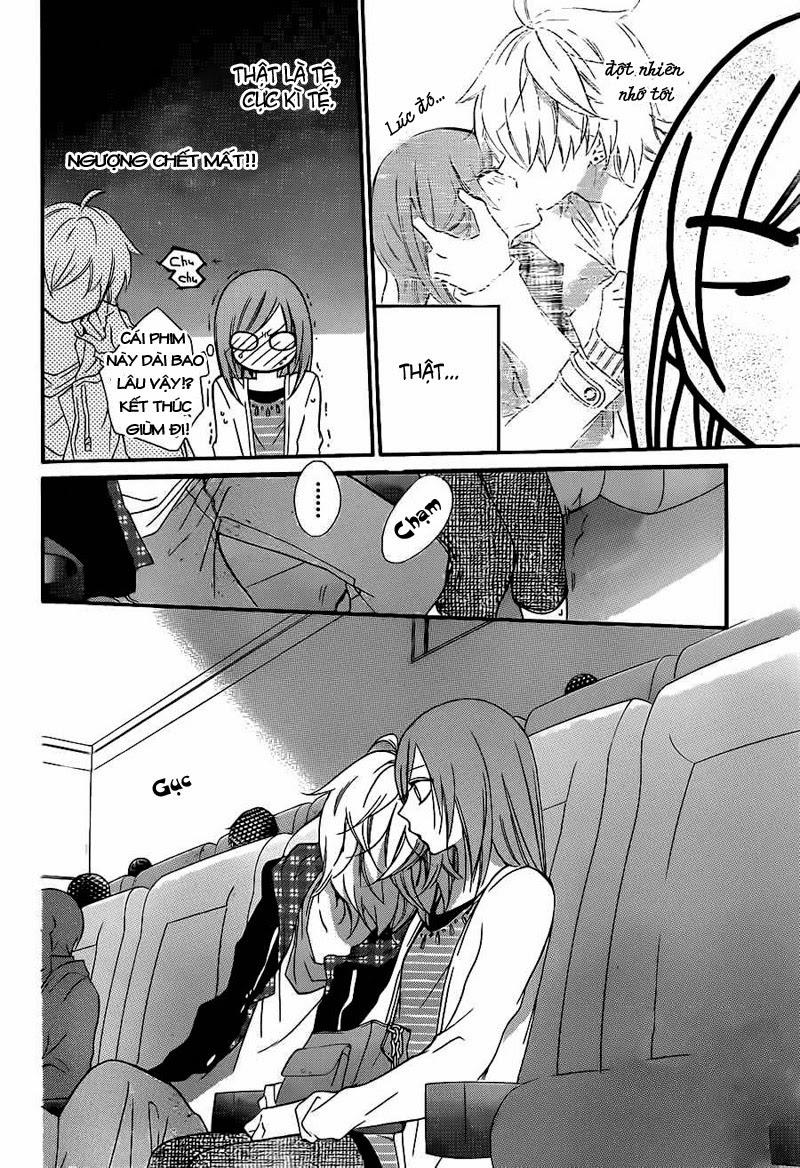 đột nhiên
nhớ tới
Lúc đó...
THẬT...
THẬT LÀ TỆ,
CỰC KÌ TỆ.
NGƯỢNG CHẾT MẤT!!
Chu
chu
CÁI PHIM
NÀY DÀI BAO
LÂU VẬY!?
KẾT THÚC
GIÙM ĐI!
Chạm
Gục